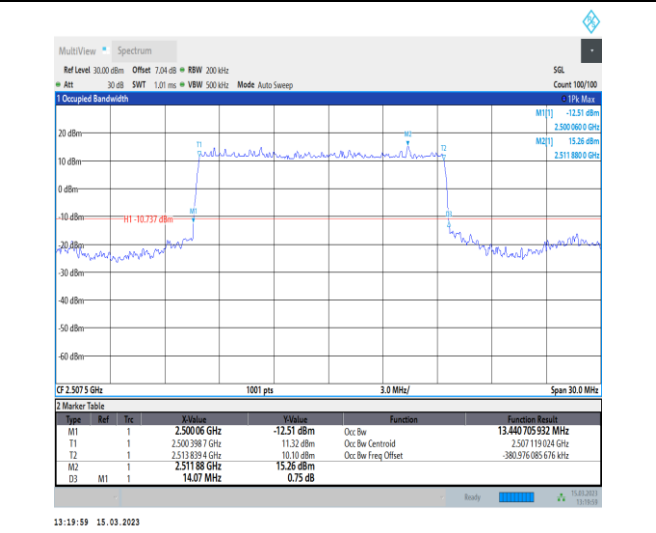 MultiView Spectrum
Ref Level 30.00 dBm Offset 7.04 dB RBW 200 kHz SGL
Att 30 dB SWT 1.01 ms VBW 500 kHz Mode Auto Sweep Count 100/100
1 Occupied Bandwidth 1Pk Max
M1[1] -12.51 dBm
2.500 060 0 GHz
M2[1] 15.26 dBm
2.511 880 0 GHz
20 dBm
M2
T1
T2
10 dBm
0 dBm
M1
-10 dBm
H1 -10.737 dBm
-20 dBm
-30 dBm
-40 dBm
-50 dBm
-60 dBm
CF 2.507 5 GHz 1001 pts 3.0 MHz/ Span 30.0 MHz
2 Marker Table
Type Ref Trc X-Value Y-Value Function Function Result
M1 1 2.500 06 GHz -12.51 dBm Occ Bw 13.440 705 932 MHz
T1 1 2.500 398 7 GHz 11.32 dBm Occ Bw Centroid 2.507 119 024 GHz
T2 1 2.513 839 4 GHz 10.10 dBm Occ Bw Freq Offset -380.976 085 676 kHz
M2 1 2.511 88 GHz 15.26 dBm
D3 M1 1 14.07 MHz 0.75 dB
Ready 15.03.2023
13:19:59
13:19:59 15.03.2023